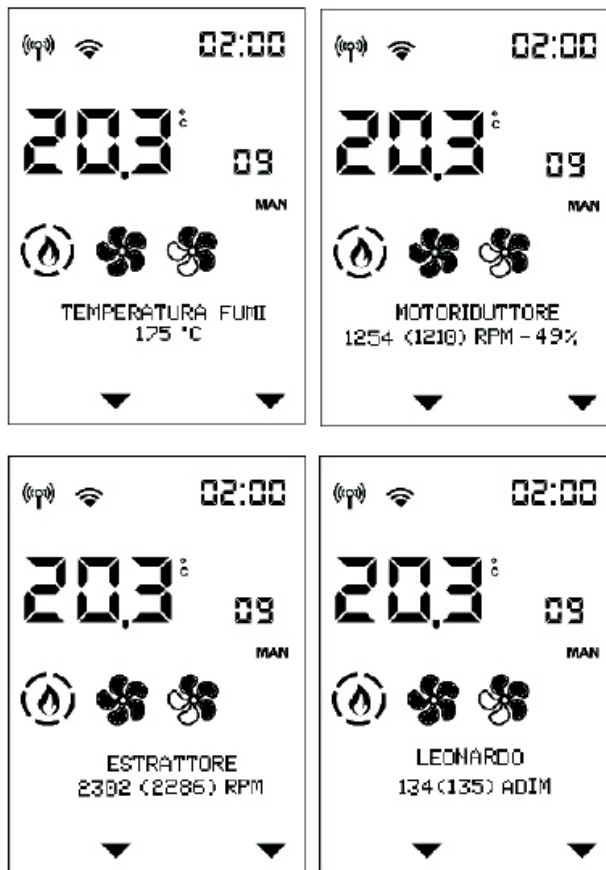 02:00
20.3 °C
09
MAN
TEMPERATURA FUMI
175 °C
02:00
20.3 °C
09
MAN
MOTORIDUTTORE
1254 (1210) RPM - 49%
02:00
20.3 °C
09
MAN
ESTRATTORE
2302 (2286) RPM
02:00
20.3 °C
09
MAN
LEONARDO
134(135) ADIM